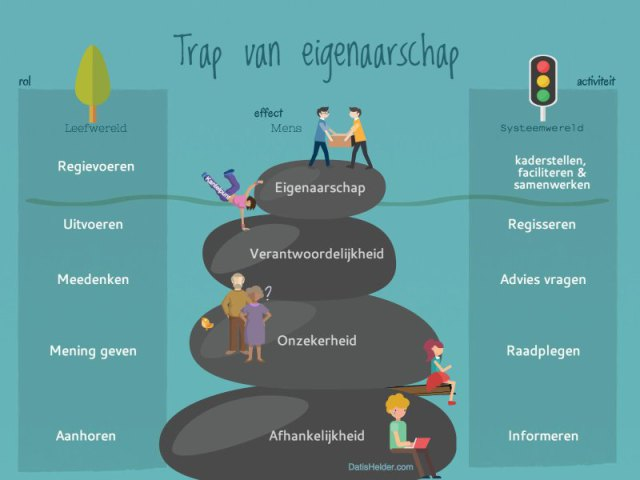 Trap van eigenaarschap
rol
effect
activiteit
Leefwereld
Mens
Systeemwereld
Regievoeren
Eigenaarschap
kaderstellen,
faciliteren &
samenwerken
Kantelpunt
Uitvoeren
Verantwoordelijkheid
Regisseren
Meedenken
Advies vragen
?
Mening geven
Onzekerheid
Raadplegen
Aanhoren
Afhankelijkheid
Informeren
DatisHelder.com